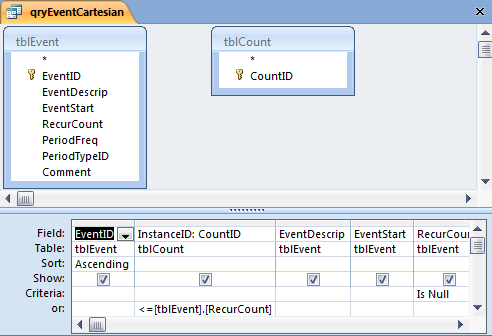 qryEventCartesian
tblEvent
*
EventID
EventDescrip
EventStart
RecurCount
PeriodFreq
PeriodTypeID
Comment
tblCount
*
CountID
Field: EventID InstanceID: CountID EventDescrip EventStart RecurCount
Table: tblEvent tblCount tblEvent tblEvent tblEvent
Sort: Ascending
Show:
Criteria: Is Null
or: <=[tblEvent].[RecurCount]